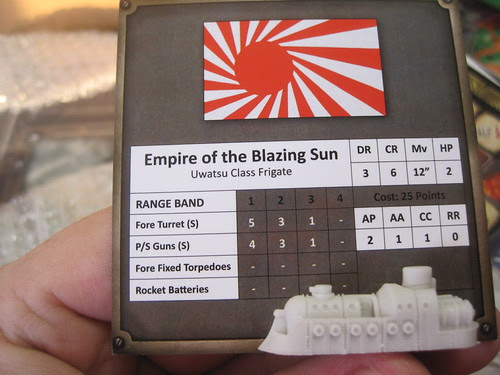 Empire of the Blazing Sun
Uwatsu Class Frigate
DR CR Mv HP
3 6 12" 2
RANGE BAND 1 2 3 4
Cost: 25 Points
Fore Turret (S) 5 3 1 -
P/S Guns (S) 4 3 1 -
AP AA CC RR
2 1 1 0
Fore Fixed Torpedoes - - - -
Rocket Batteries - - - -